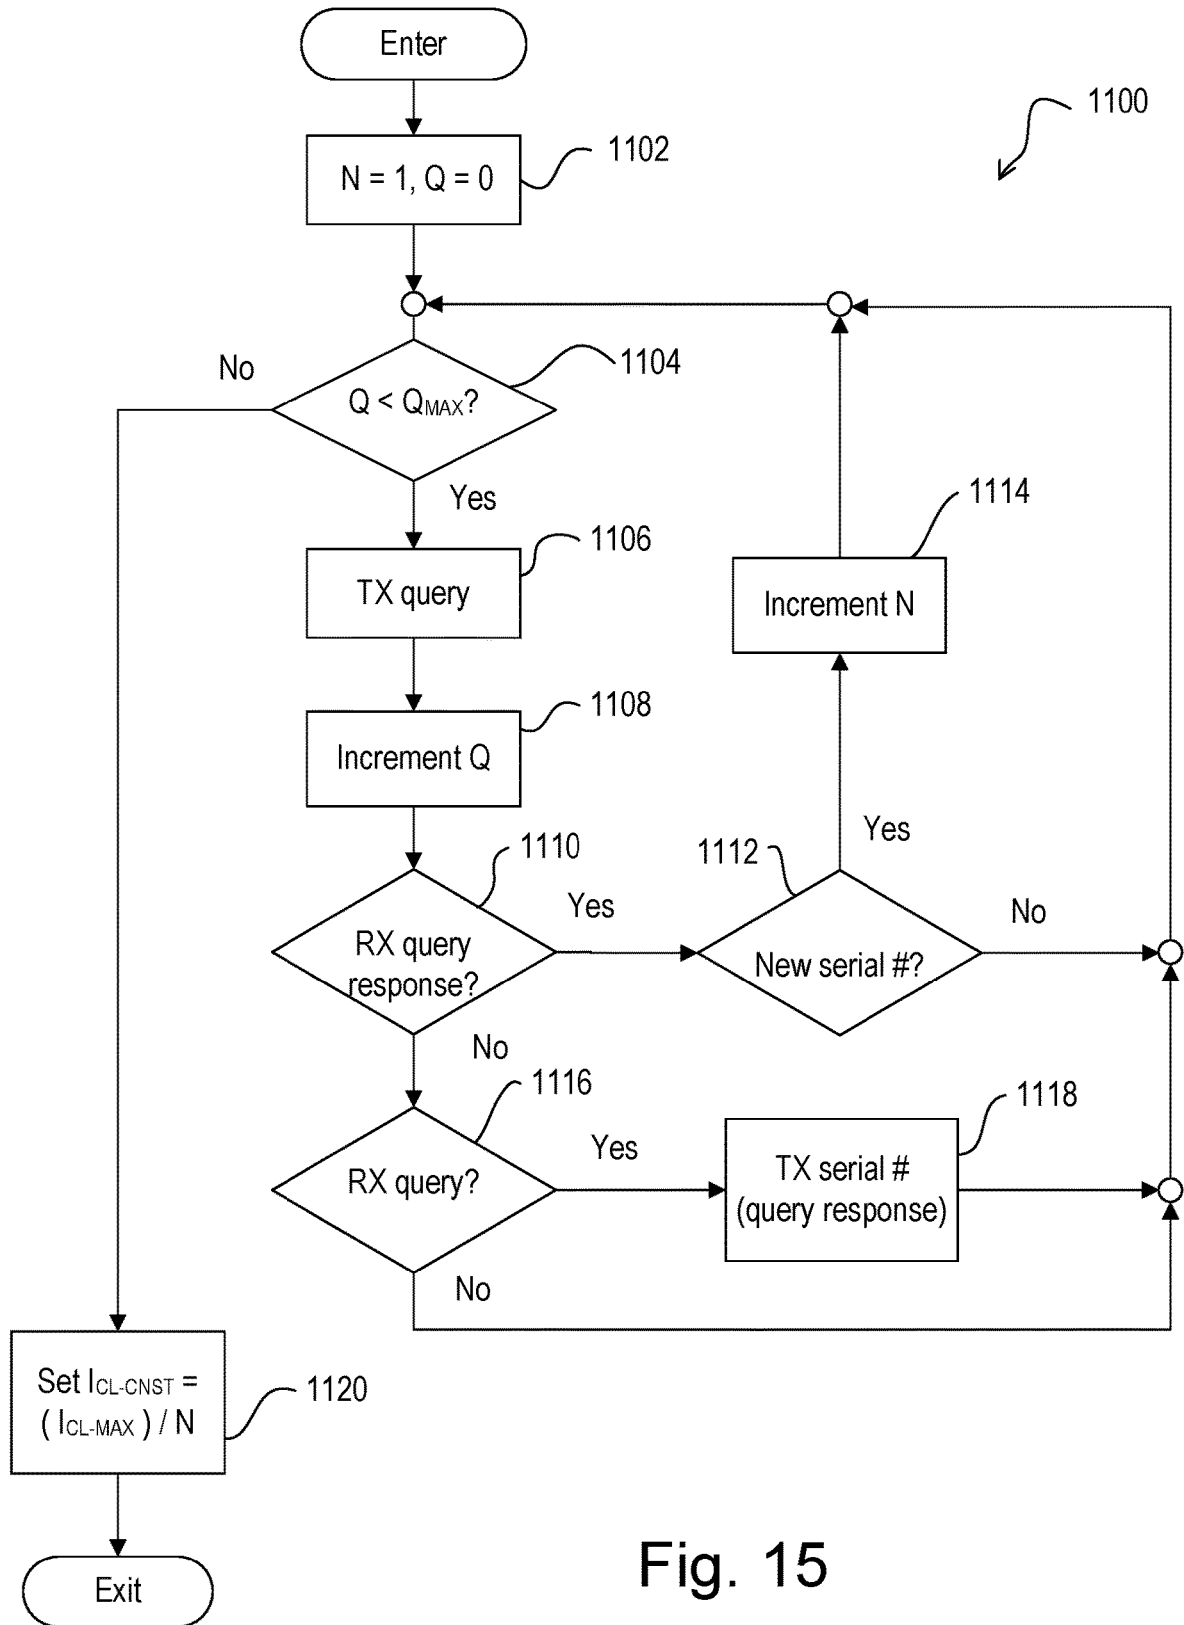 Enter
1100
1102
N = 1, Q = 0
No
1104
Q < QMAX?
Yes
1106
TX query
1114
Increment N
1108
Increment Q
1110
Yes
1112
Yes
No
RX query
response?
New serial #?
No
1116
1118
Yes
RX query?
TX serial #
(query response)
No
Set ICL-CNST =
( ICL-MAX ) / N
1120
Exit
Fig. 15